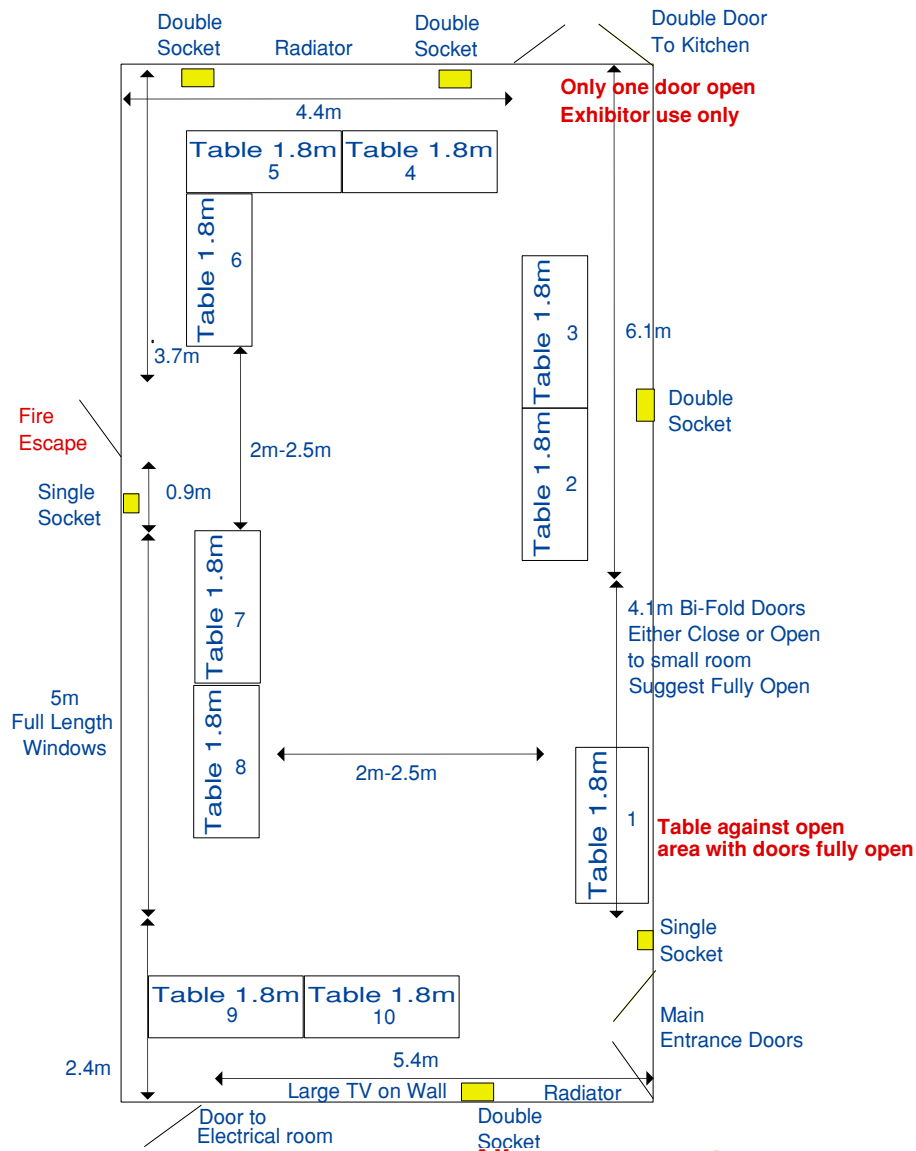 Double
Socket
Radiator
Double
Socket
Double Door
To Kitchen
Only one door open
Exhibitor use only
4.4m
Table 1.8m
5
Table 1.8m
4
Table 1.8m
6
Table 1.8m
3
6.1m
3.7m
Double
Socket
Fire
Escape
2m-2.5m
Table 1.8m
2
Single
Socket
0.9m
Table 1.8m
7
4.1m Bi-Fold Doors
Either Close or Open
to small room
Suggest Fully Open
5m
Full Length
Windows
Table 1.8m
8
2m-2.5m
Table 1.8m
1
Table against open
area with doors fully open
Single
Socket
Table 1.8m
9
Table 1.8m
10
Main
Entrance Doors
2.4m
5.4m
Large TV on Wall
Radiator
Door to
Electrical room
Double
Socket